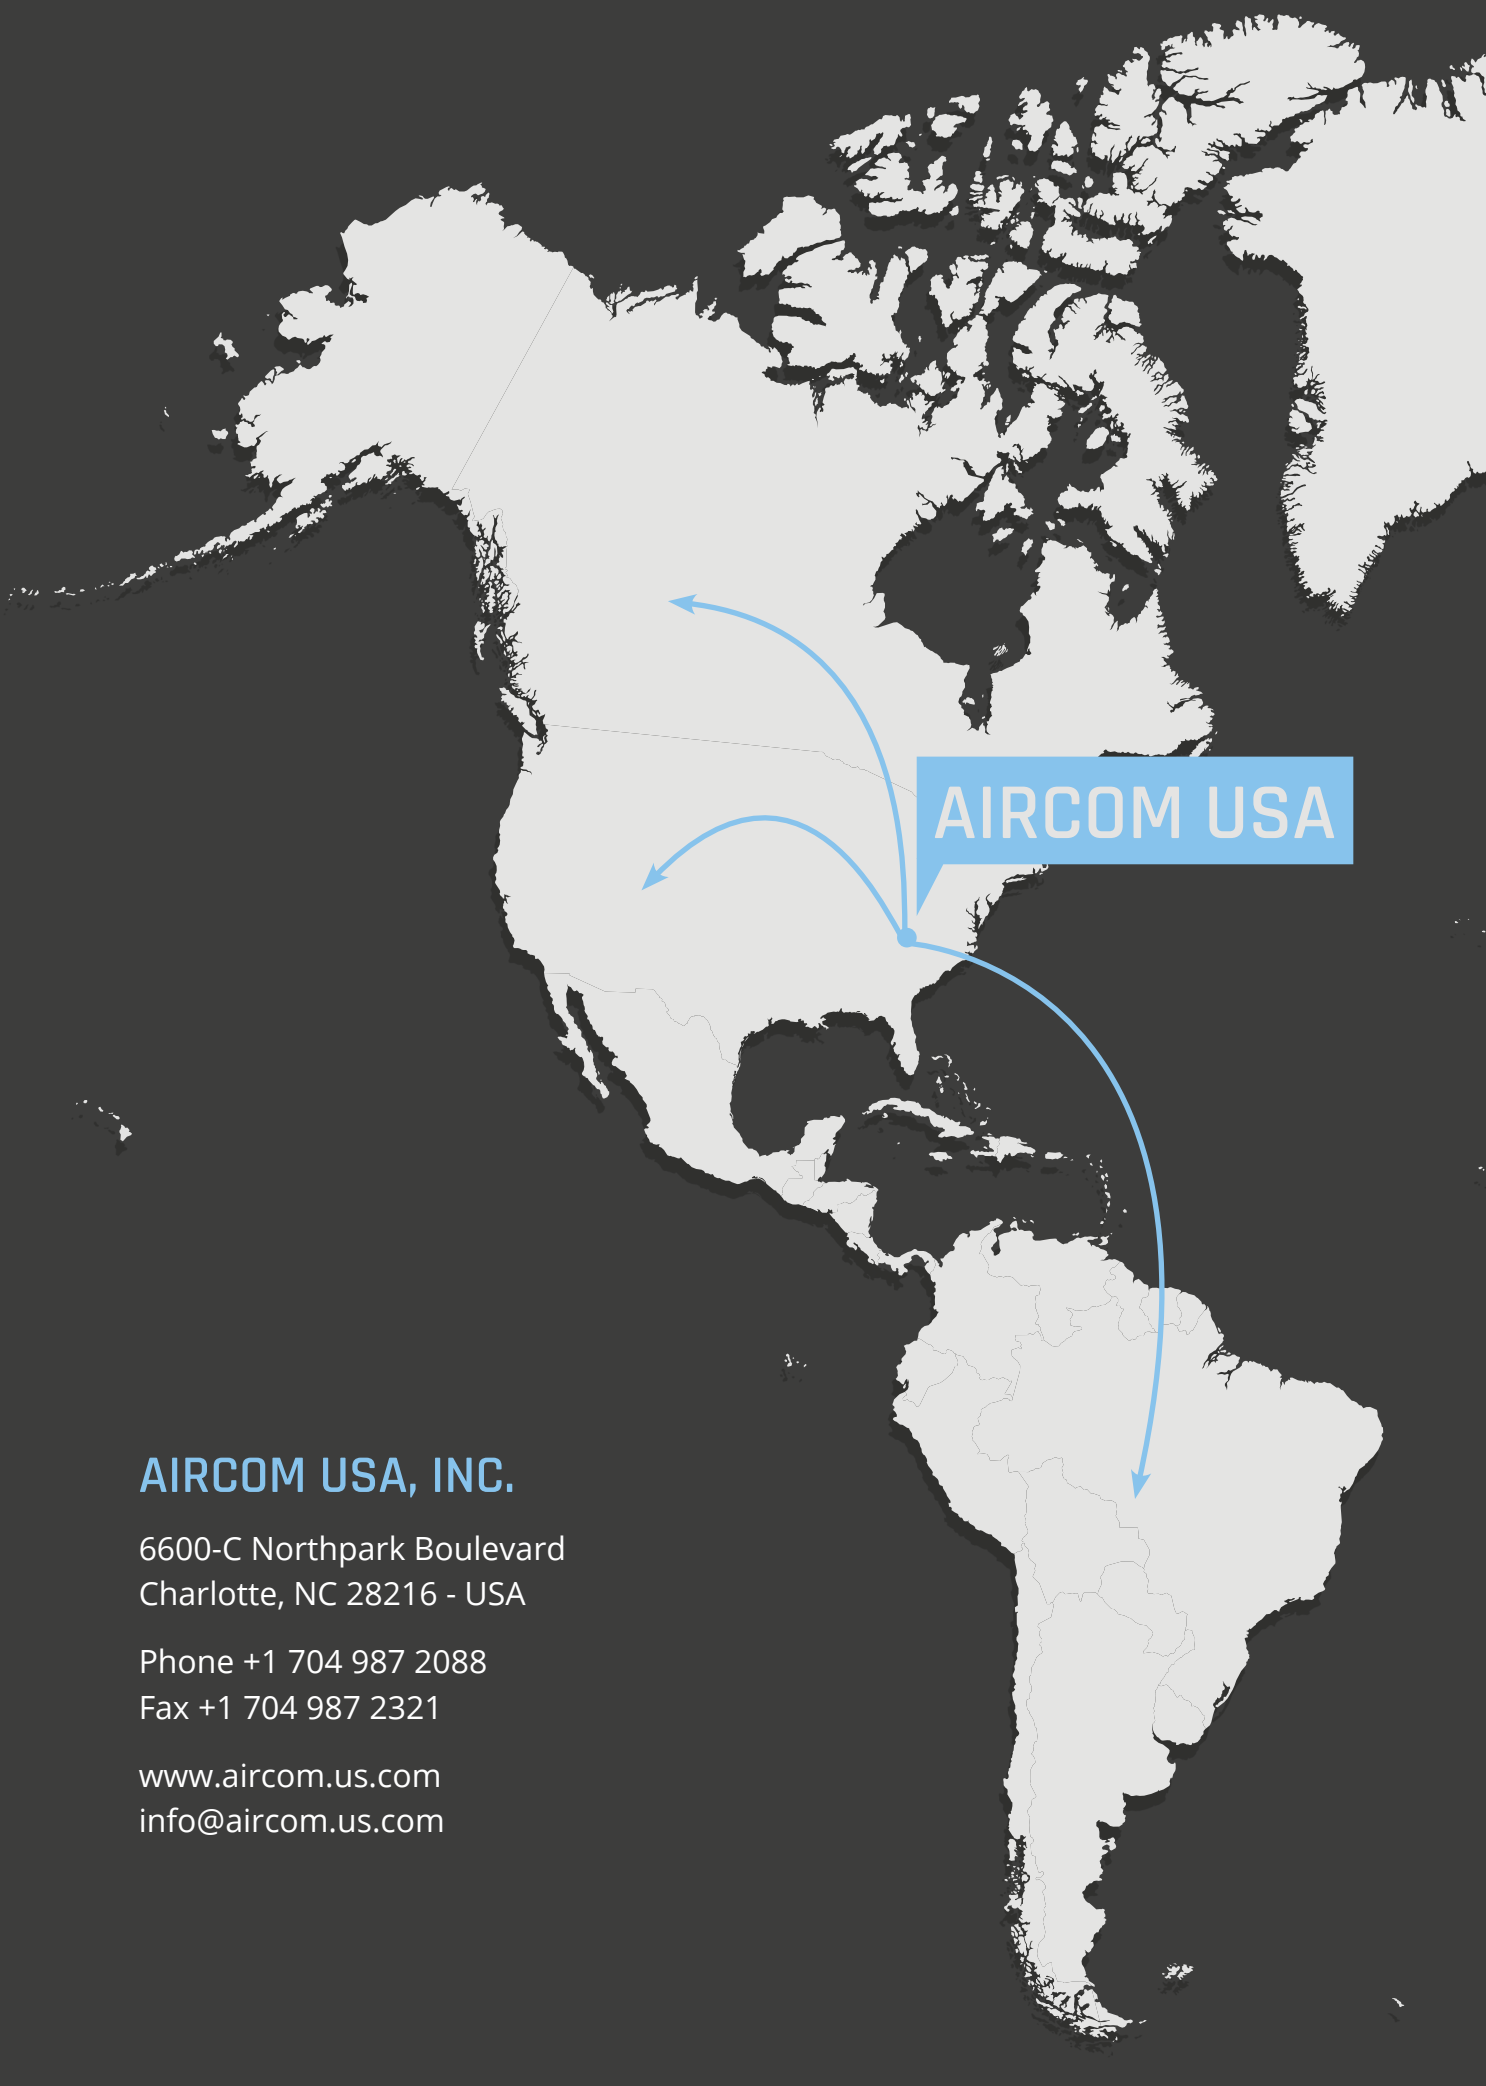 AIRCOM USA
AIRCOM USA, INC.
6600-C Northpark Boulevard
Charlotte, NC 28216 - USA
Phone +1 704 987 2088
Fax +1 704 987 2321
www.aircom.us.com
info@aircom.us.com